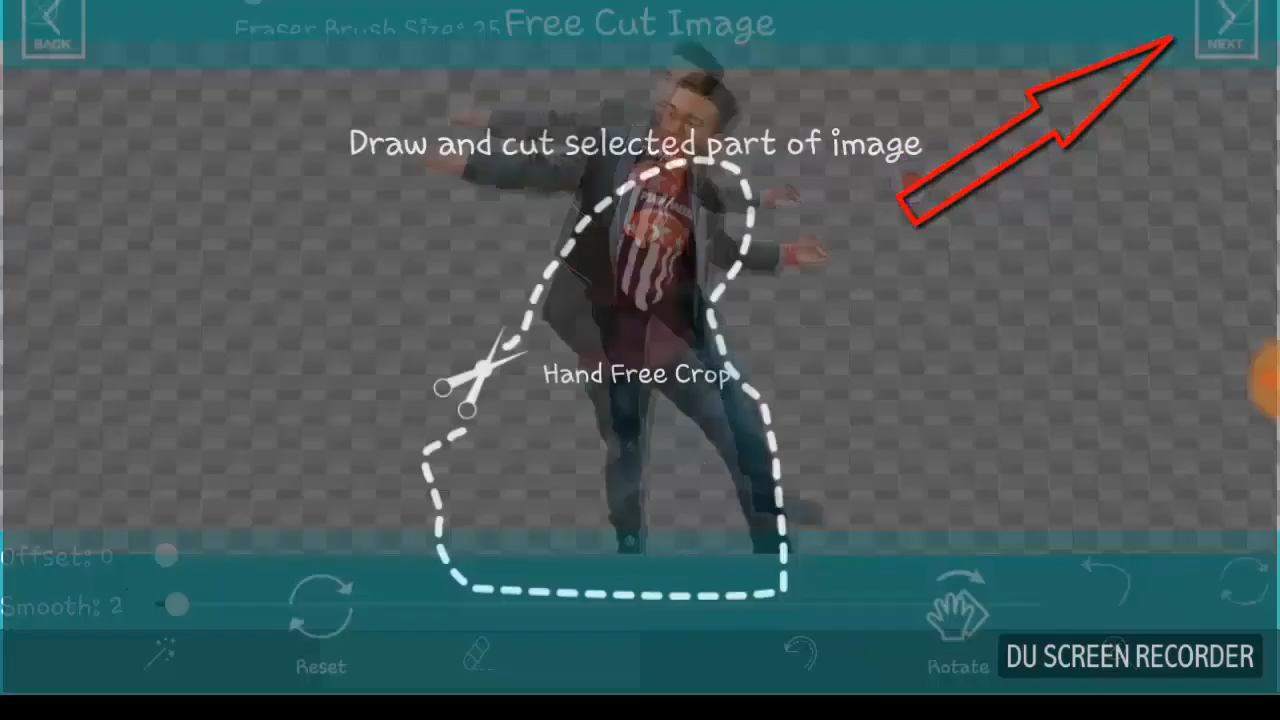 Eraser Brush Size: 25
Free Cut Image
BACK
NEXT
Draw and cut selected part of image
Hand Free Crop
Offset: 0
Smooth: 2
Reset
Rotate
DU SCREEN RECORDER